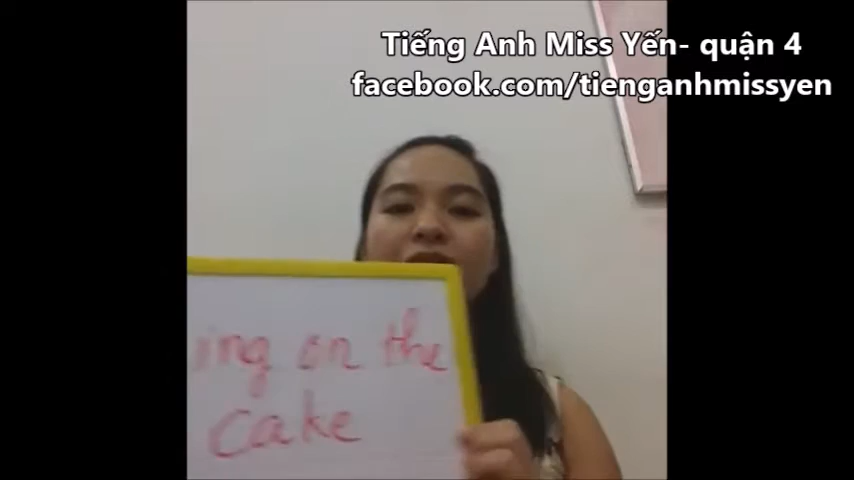 Tiếng Anh Miss Yến- quận 4
facebook.com/tienganhmissyen
ing on the
cake